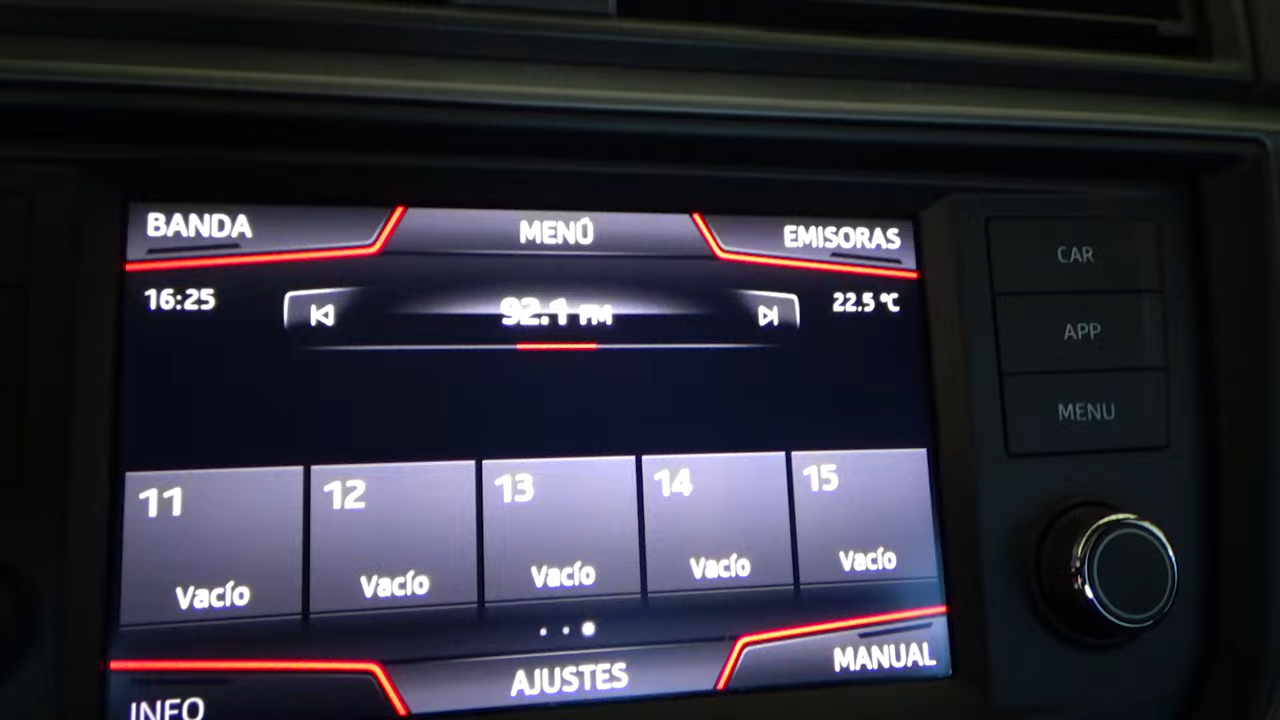 BANDA MENÚ EMISORAS
16:25 92.1 FM 22.5 °C
11 12 13 14 15
Vacío Vacío Vacío Vacío Vacío
INFO AJUSTES MANUAL
CAR
APP
MENU